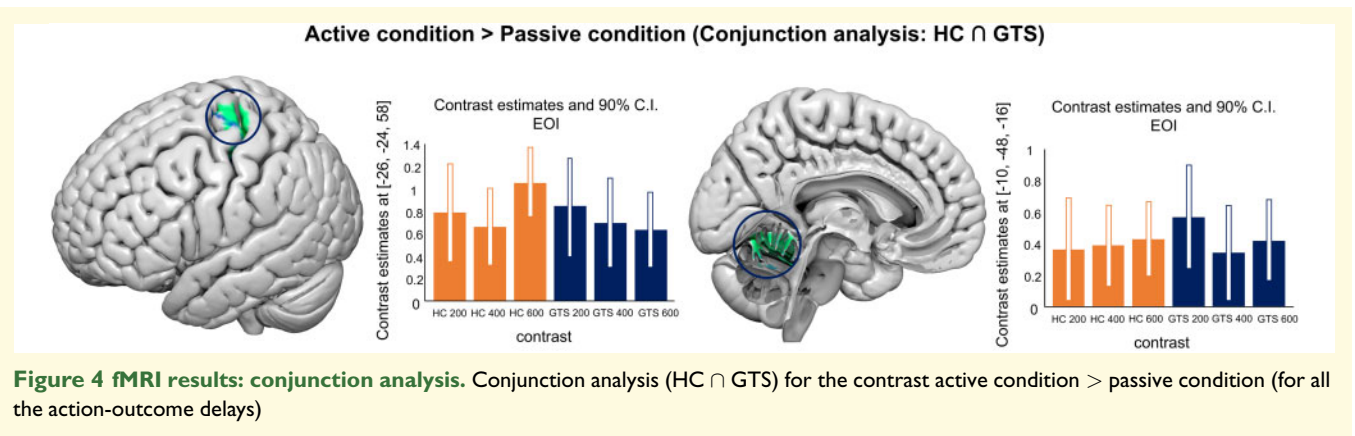 Active condition > Passive condition (Conjunction analysis: HC ∩ GTS)
Contrast estimates at [-26, -24, 58]
Contrast estimates and 90% C.I.
EOI
1.4
0.2
1
0.8
0.6
0.4
0.2
0
HC 200 HC 400 HC 600 GTS 200 GTS 400 GTS 600
contrast
Contrast estimates at [-10, -48, -16]
Contrast estimates and 90% C.I.
EOI
1
0.8
0.6
0.4
0.2
0
HC 200 HC 400 HC 600 GTS 200 GTS 400 GTS 600
contrast
Figure 4 fMRI results: conjunction analysis. Conjunction analysis (HC ∩ GTS) for the contrast active condition > passive condition (for all
the action-outcome delays)